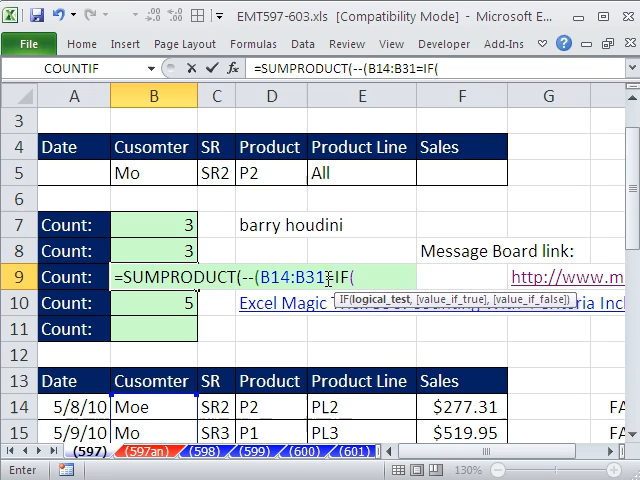 EMT597-603.xls [Compatibility Mode] - Microsoft E...
File Home Insert Page Layout Formulas Data Review View Developer Add-Ins
COUNTIF =SUMPRODUCT(--(B14:B31=IF(
A B C D E F G
3
4 Date Cusomter SR Product Product Line Sales
5 Mo SR2 P2 All
6
7 Count: 3 barry houdini
8 Count: 3 Message Board link:
9 Count: =SUMPRODUCT(--(B14:B31=IF( http://www.m
IF(logical_test, [value_if_true], [value_if_false])
10 Count: 5 Excel Magic
11 Count:
12
13 Date Cusomter SR Product Product Line Sales
14 5/8/10 Moe SR2 P2 PL2 $277.31 FA
15 5/9/10 Mo SR3 P1 PL3 $519.95 FA
(597) (597an) (598) (599) (600) (601)
Enter 130%